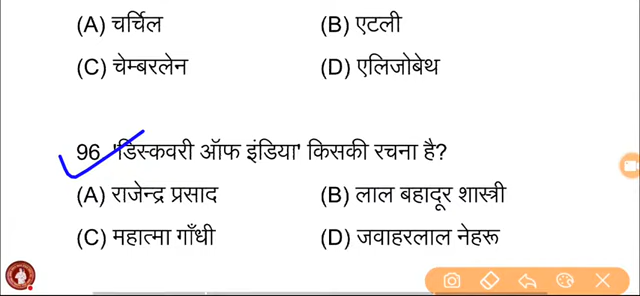 (A) चर्चिल (B) एटली
(C) चेम्बरलेन (D) एलिजोबेथ
96 'डिस्कवरी ऑफ इंडिया' किसकी रचना है?
(A) राजेन्द्र प्रसाद (B) लाल बहादूर शास्त्री
(C) महात्मा गाँधी (D) जवाहरलाल नेहरू